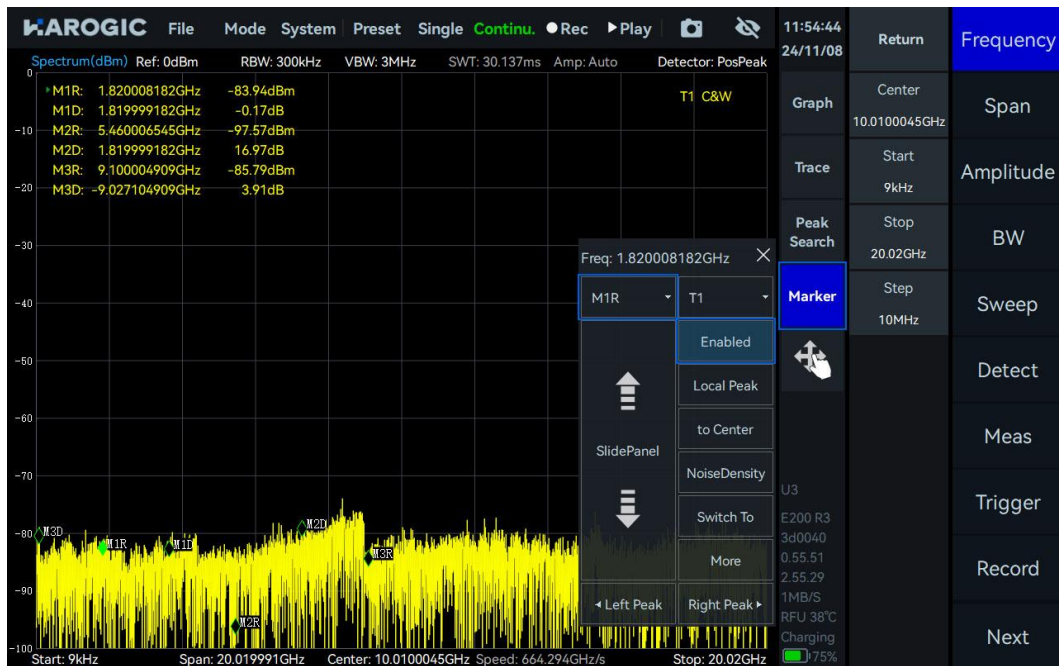 HAROGIC File Mode System Preset Single Continu. Rec Play
Spectrum(dBm) Ref: 0dBm RBW: 300kHz VBW: 3MHz SWT: 30.137ms Amp: Auto Detector: PosPeak
0
M1R: 1.820008182GHz -83.94dBm
T1 C&W
M1D: 1.819999182GHz -0.17dB
-10
M2R: 5.460006545GHz -97.57dBm
M2D: 1.819999182GHz 16.97dB
M3R: 9.100004909GHz -85.79dBm
-20
M3D: -9.027104909GHz 3.91dB
-30
-40
-50
-60
-70
-80
-90
-100
M3D
M1R
M1D
M2D
M3R
M2R
Start: 9kHz Span: 20.019991GHz Center: 10.0100045GHz Speed: 664.294GHz/s Stop: 20.02GHz
Freq: 1.820008182GHz
M1R T1
Enabled
Local Peak
to Center
SlidePanel
NoiseDensity
Switch To
More
Left Peak Right Peak
11:54:44
24/11/08
Graph
Trace
Peak
Search
Marker
U3
E200 R3
3d0040
0.55.51
2.55.29
1MB/S
RFU 38°C
Charging
75%
Return
Center
10.0100045GHz
Start
9kHz
Stop
20.02GHz
Step
10MHz
Frequency
Span
Amplitude
BW
Sweep
Detect
Meas
Trigger
Record
Next